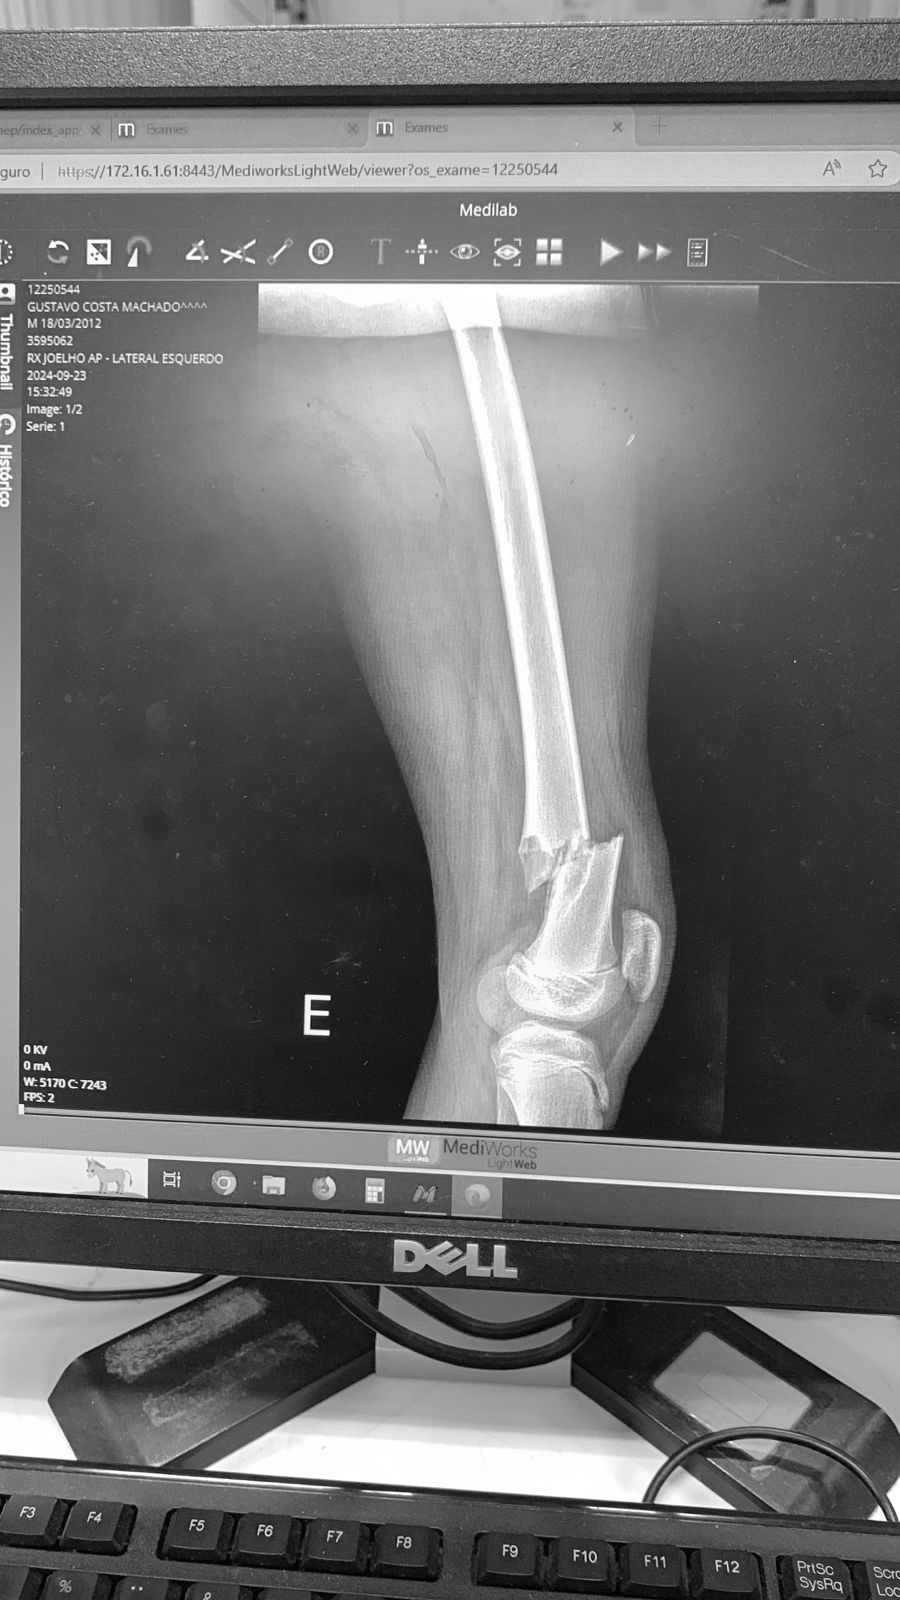 pep/index_app
Exames
Exames
guro
https://172.16.1.61:8443/MediworksLightWeb/viewer?os_exame=12250544
Medilab
12250544
GUSTAVO COSTA MACHADO^^^^
M 18/03/2012
3595062
RX JOELHO AP - LATERAL ESQUERDO
2024-09-23
15:32:49
Image: 1/2
Serie: 1
Thumbnail
Histórico
E
0 KV
0 mA
W: 5170 C: 7243
FPS: 2
MW MediWorks
LightWeb
DELL
F3 F4 F5 F6 F7 F8 F9 F10 F11 F12 PrtSc
SysRq
%